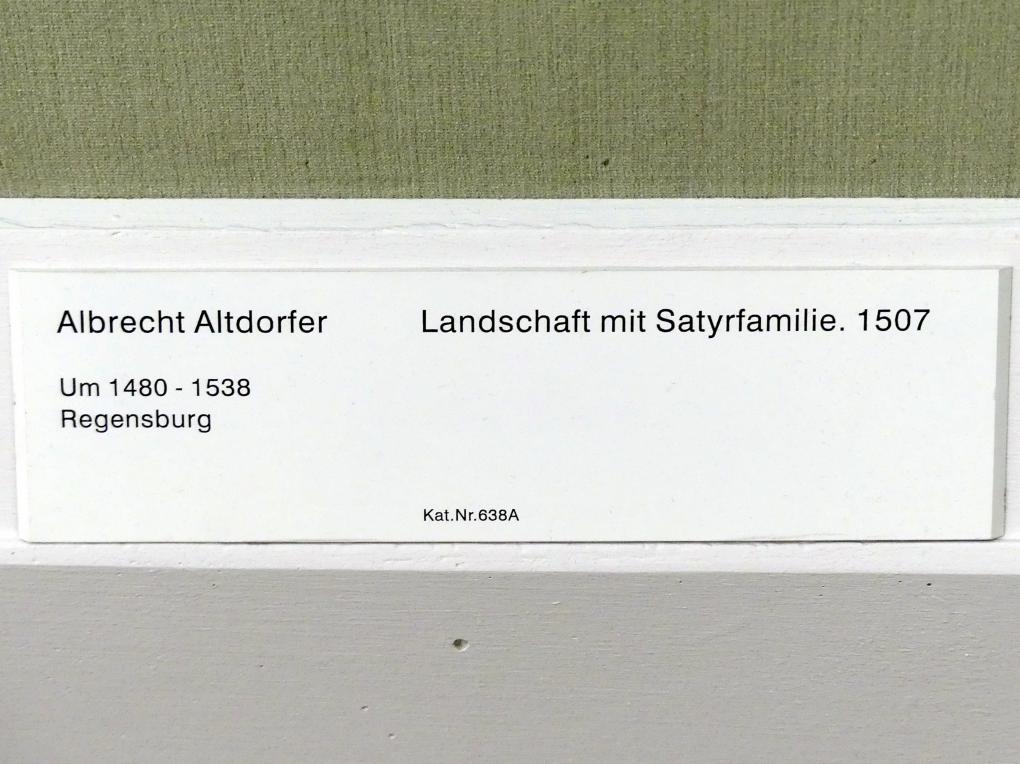 Albrecht Altdorfer
Um 1480 - 1538
Regensburg
Landschaft mit Satyrfamilie. 1507
Kat.Nr.638A